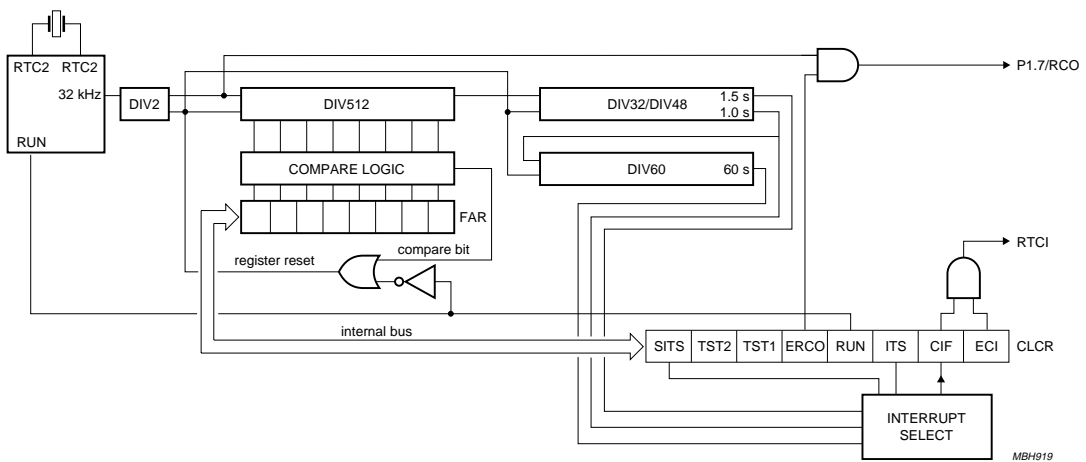 RTC2 RTC2
32 kHz
RUN
DIV2
DIV512
DIV32/DIV48
1.5 s
1.0 s
P1.7/RCO
COMPARE LOGIC
DIV60
60 s
FAR
compare bit
register reset
RTCI
internal bus
SITS TST2 TST1 ERCO RUN ITS CIF ECI CLCR
INTERRUPT
SELECT
MBH919